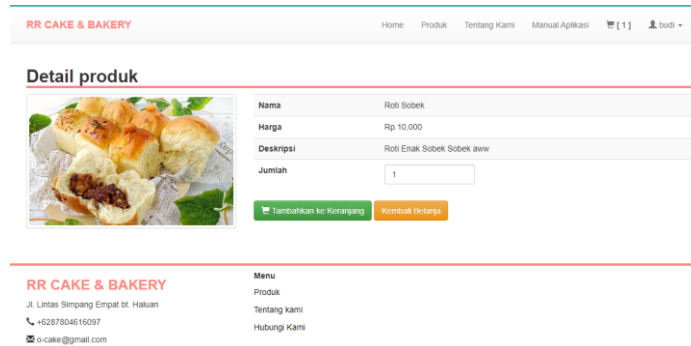 RR CAKE & BAKERY Home Produk Tentang Kami Manual Aplikasi [ 1 ] budi
Detail produk
Nama Roti Sobek
Harga Rp.10,000
Deskripsi Roti Enak Sobek Sobek aww
Jumlah 1
Tambahkan ke Keranjang Kembali Belanja
RR CAKE & BAKERY
Jl. Lintas Simpang Empat bt. Haluan
+6287804616097
o-cake@gmail.com
Menu
Produk
Tentang kami
Hubungi Kami